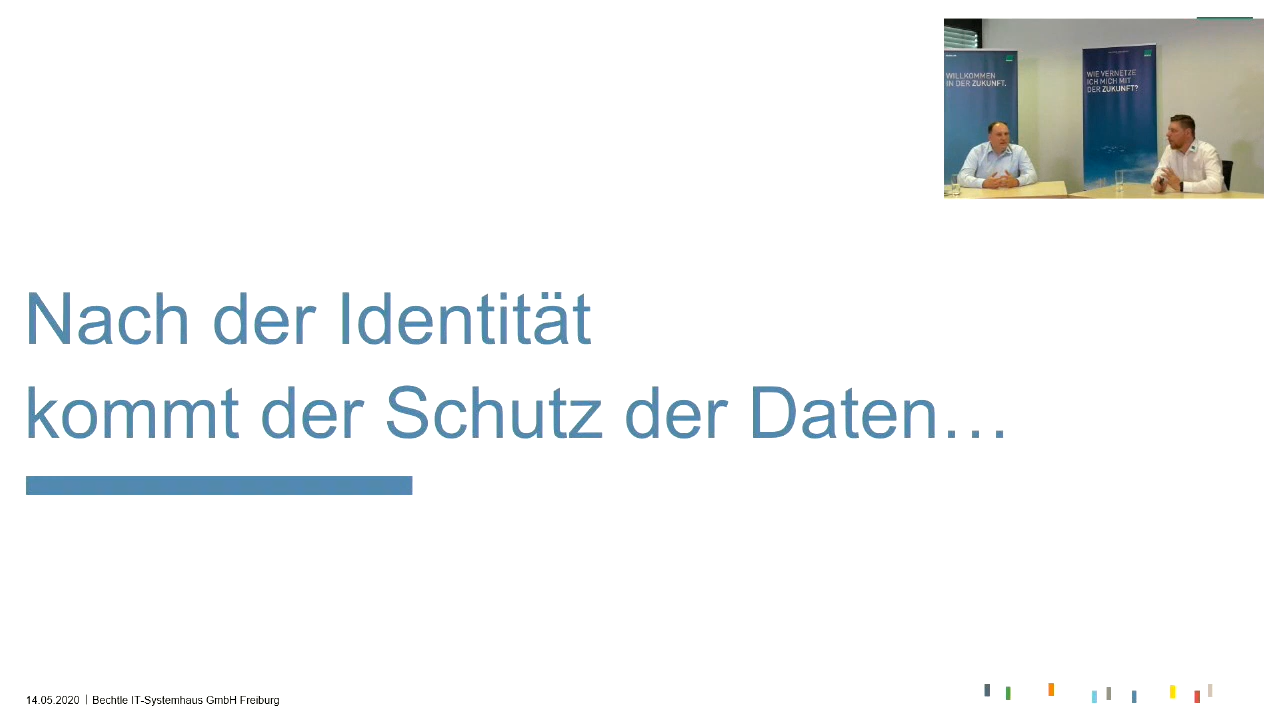 WILLKOMMEN
IN DER ZUKUNFT.
WIE VERNETZE
ICH MICH MIT
DER ZUKUNFT?
Nach der Identität
kommt der Schutz der Daten…
14.05.2020 | Bechtle IT-Systemhaus GmbH Freiburg